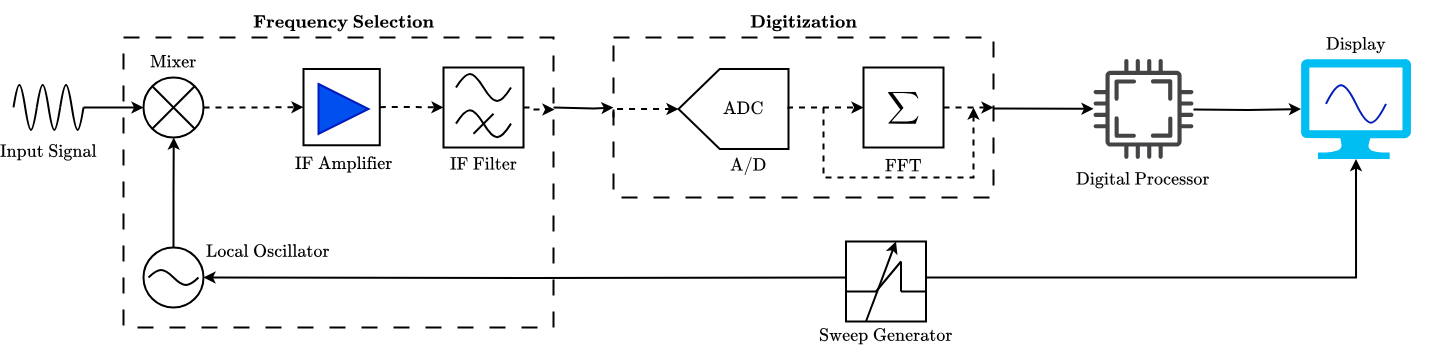 Frequency Selection
Digitization
Mixer
Display
ADC
Input Signal
IF Amplifier
IF Filter
A/D
Σ
FFT
Digital Processor
Local Oscillator
Sweep Generator